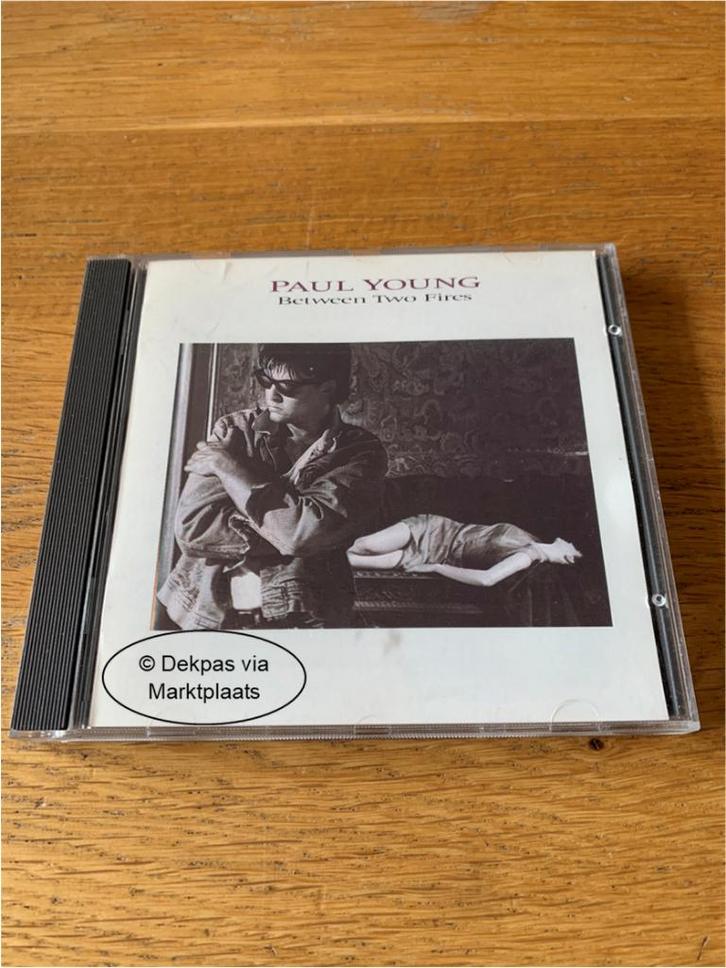 PAUL YOUNG
Between Two Fires
© Dekpas via
Marktplaats